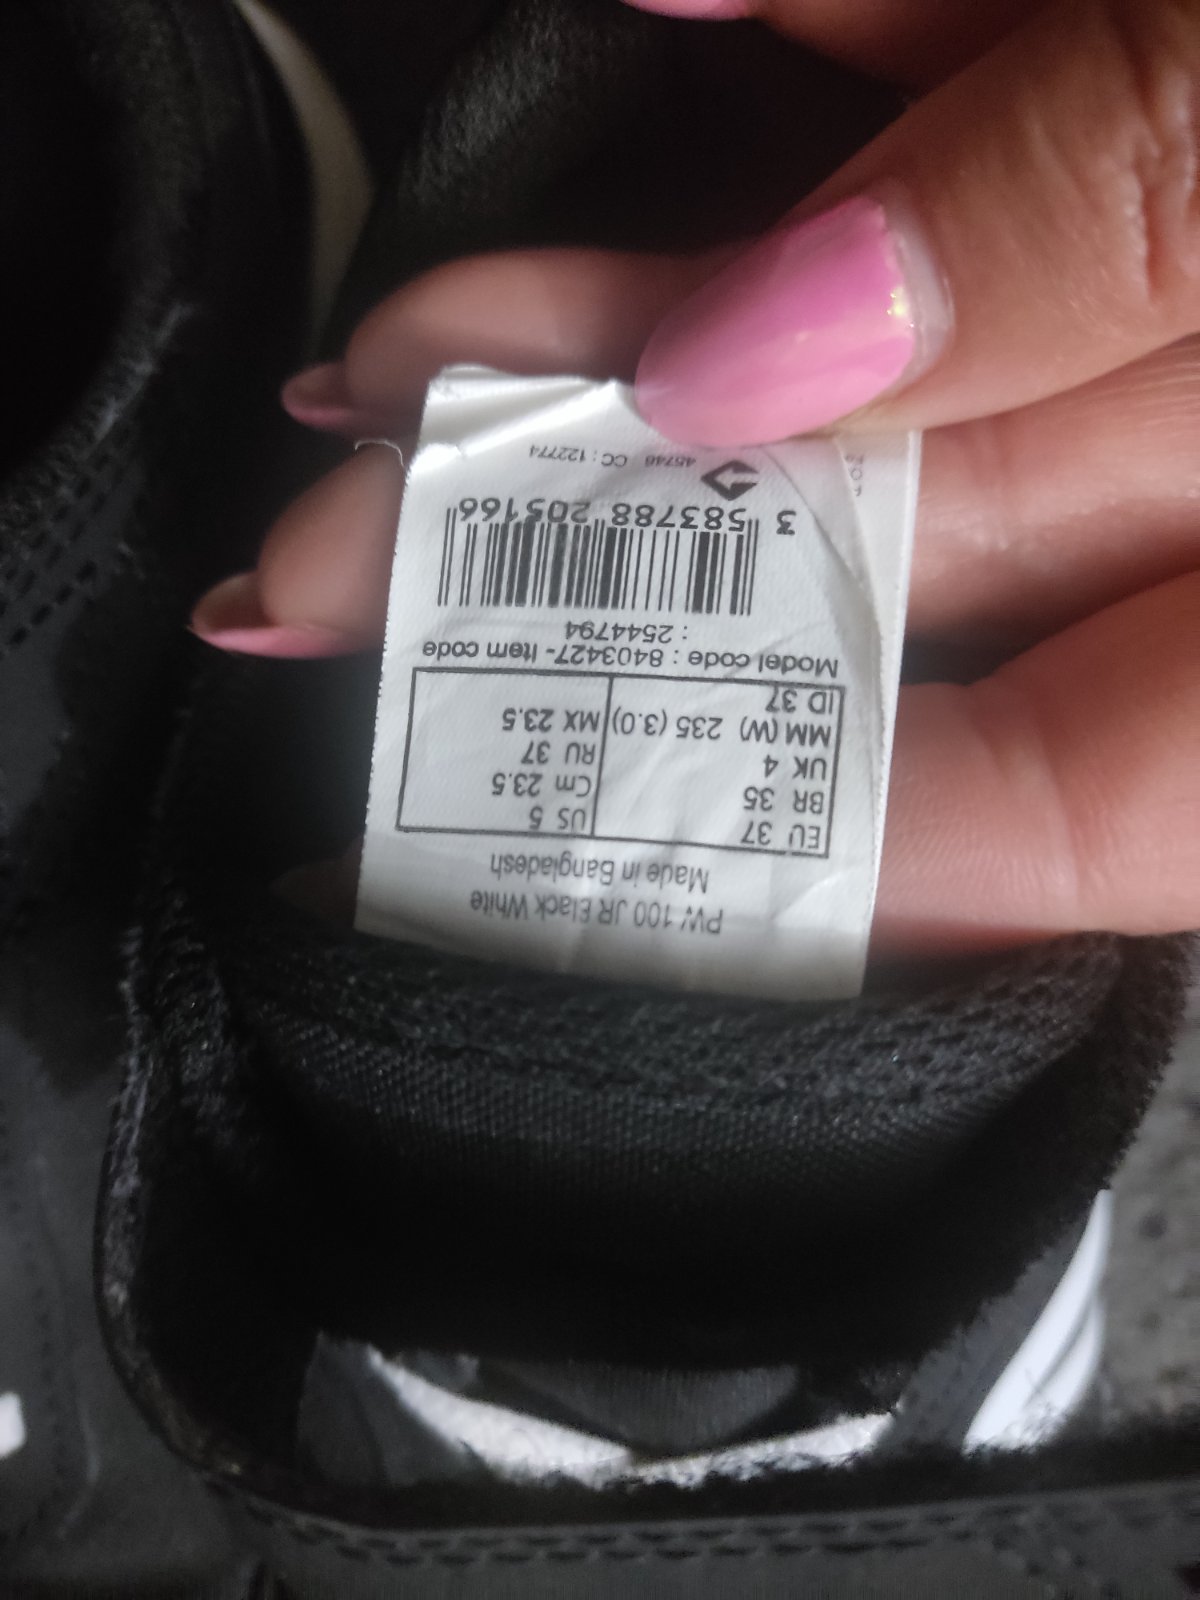 PW 100 JR Black White
Made in Bangladesh
EU 37 US 5
BR 35 Cm 23.5
UK 4 RU 37
MM (W) 235 (3.0) MX 23.5
ID 37
Model code : 8403427- Item code
: 2544794
3 583788 205166
45746 CC : 122774